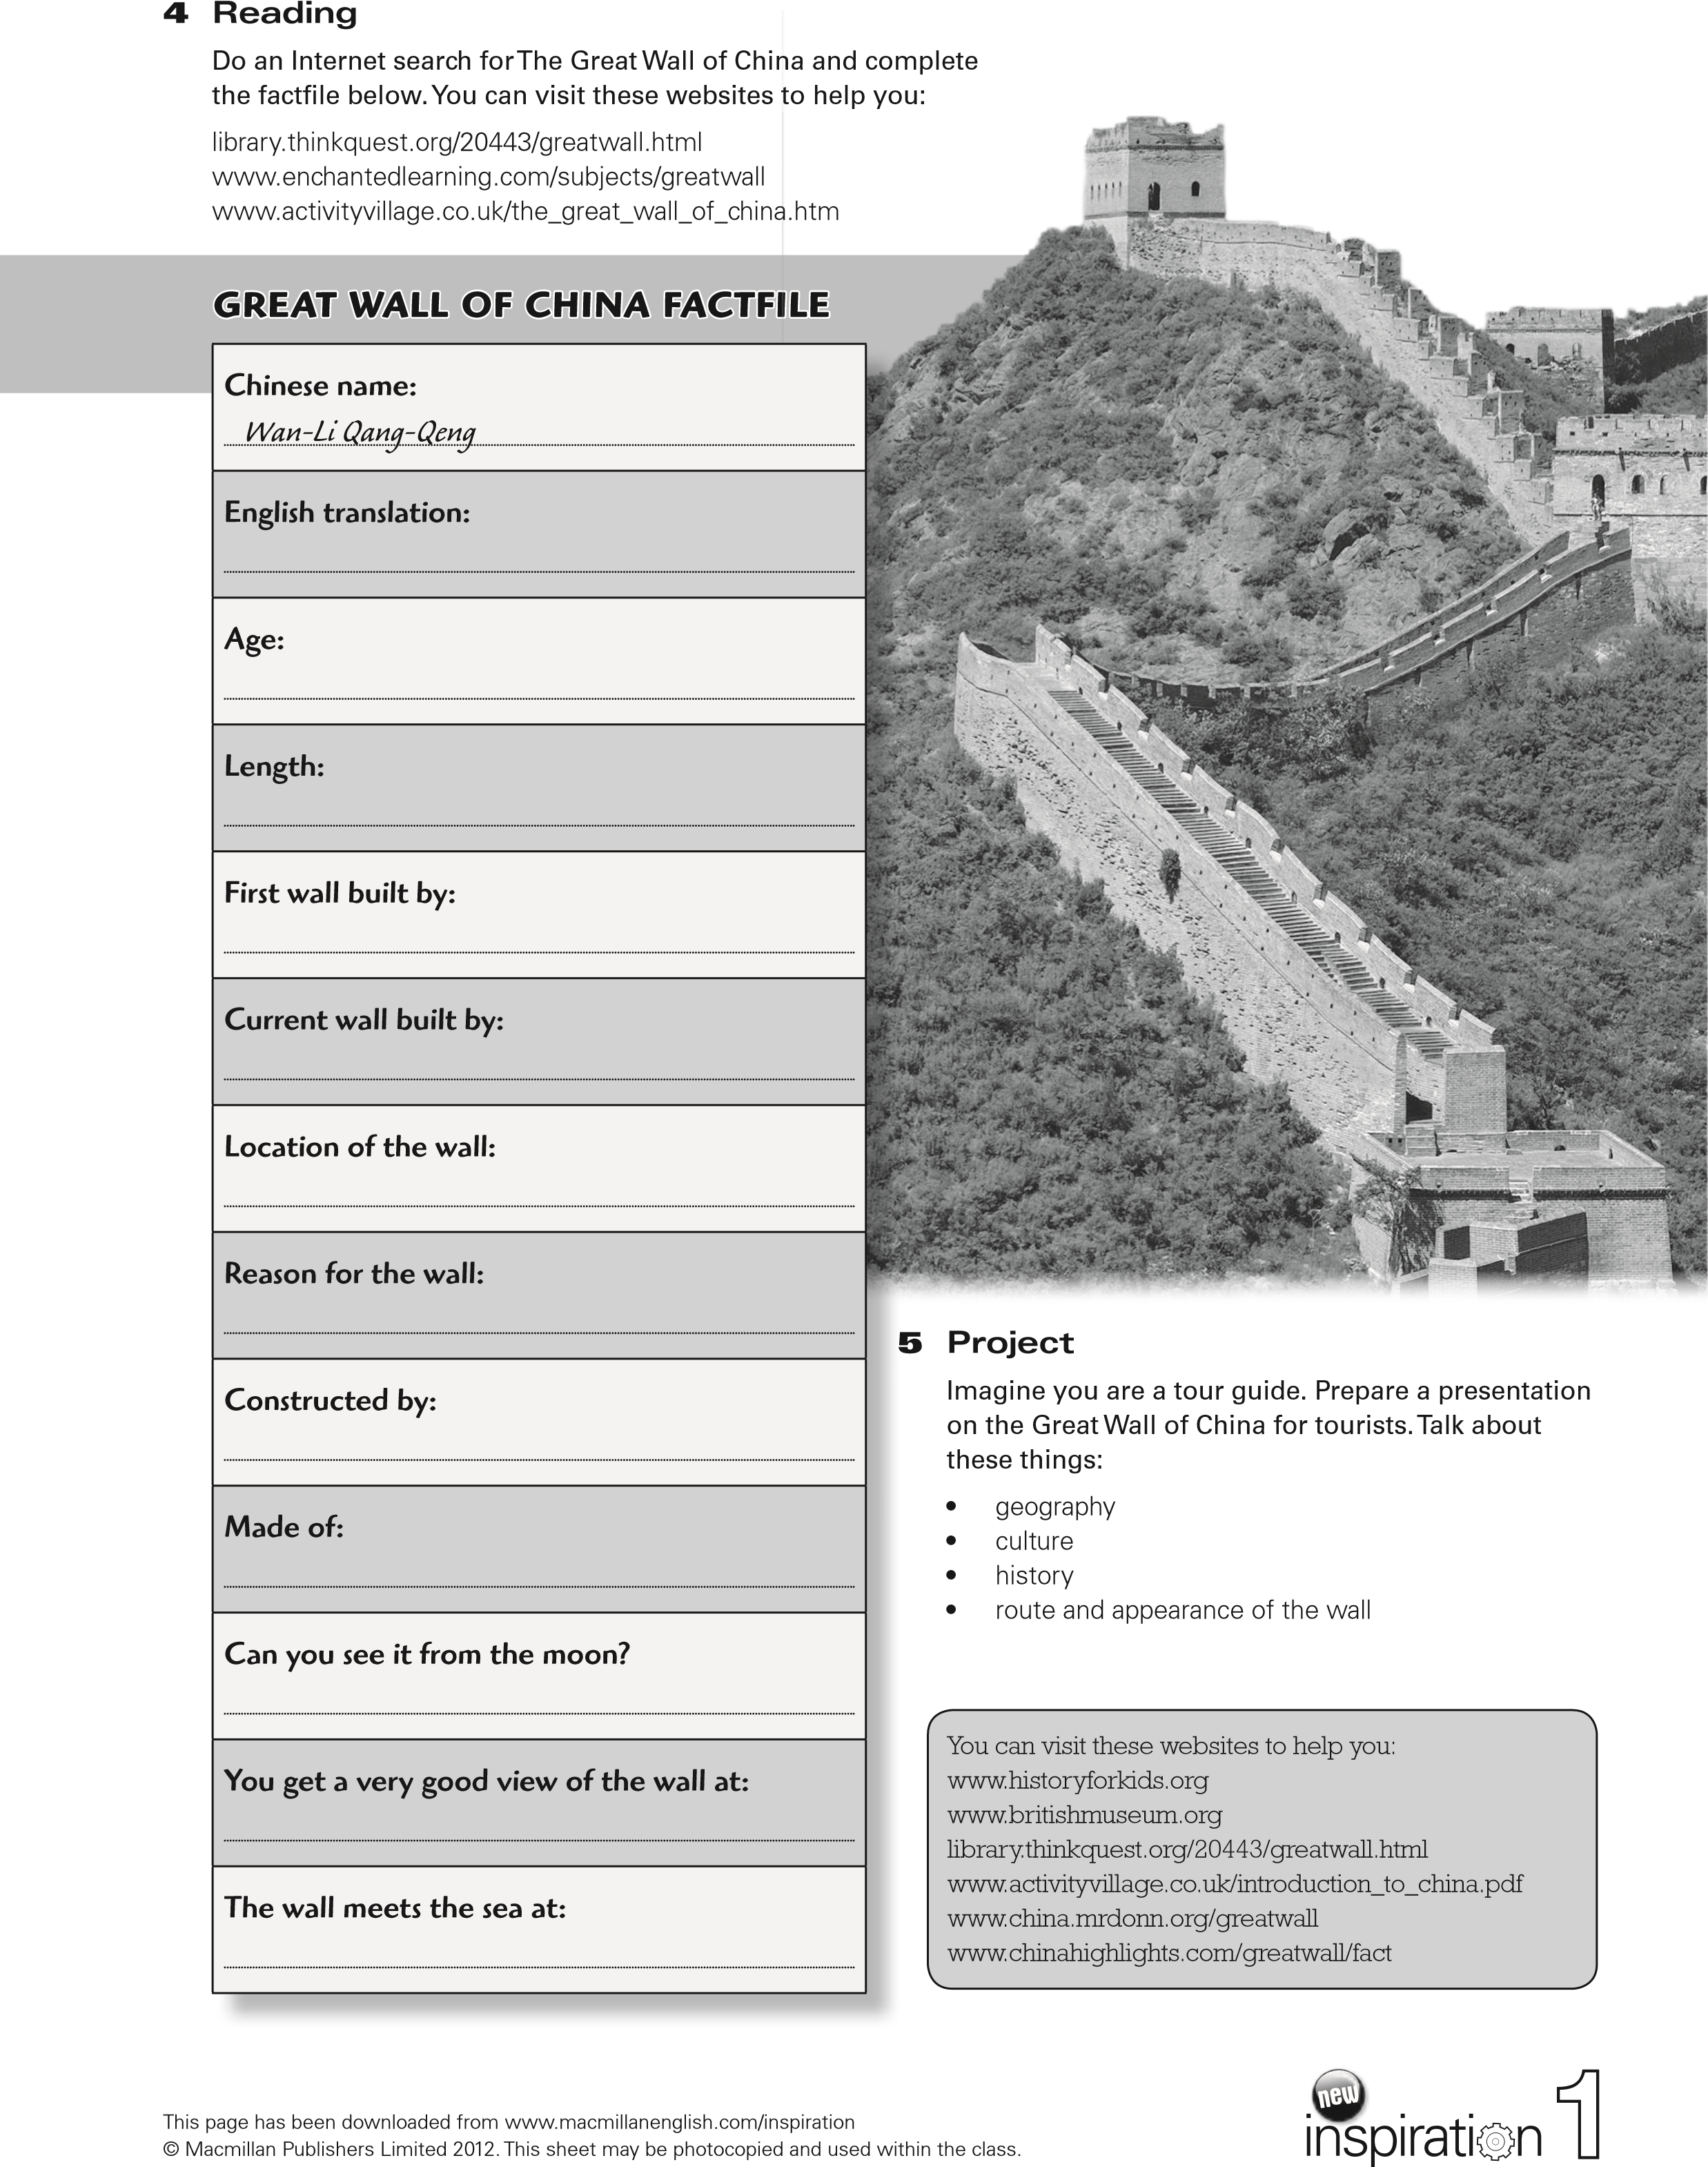 4 Reading
Do an Internet search for The Great Wall of China and complete
the factfile below. You can visit these websites to help you:
library.thinkquest.org/20443/greatwall.html
www.enchantedlearning.com/subjects/greatwall
www.activityvillage.co.uk/the_great_wall_of_china.htm
GREAT WALL OF CHINA FACTFILE
Chinese name:
Wan-Li Qang-Qeng
English translation:
Age:
Length:
First wall built by:
Current wall built by:
Location of the wall:
Reason for the wall:
Constructed by:
Made of:
Can you see it from the moon?
You get a very good view of the wall at:
The wall meets the sea at:
5 Project
Imagine you are a tour guide. Prepare a presentation
on the Great Wall of China for tourists. Talk about
these things:
• geography
• culture
• history
• route and appearance of the wall
You can visit these websites to help you:
www.historyforkids.org
www.britishmuseum.org
library.thinkquest.org/20443/greatwall.html
www.activityvillage.co.uk/introduction_to_china.pdf
www.china.mrdonn.org/greatwall
www.chinahighlights.com/greatwall/fact
This page has been downloaded from www.macmillanenglish.com/inspiration
© Macmillan Publishers Limited 2012. This sheet may be photocopied and used within the class.
new
inspiration 1